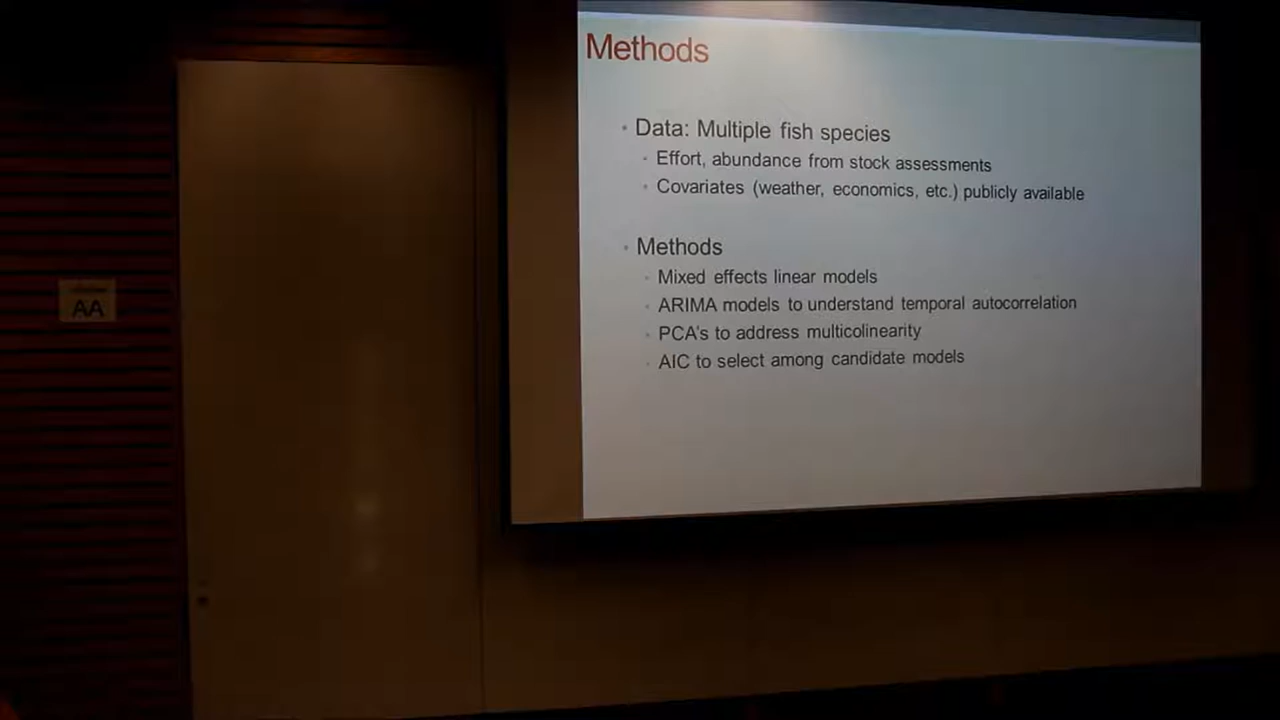 Methods
• Data: Multiple fish species
• Effort, abundance from stock assessments
• Covariates (weather, economics, etc.) publicly available
• Methods
• Mixed effects linear models
• ARIMA models to understand temporal autocorrelation
• PCA's to address multicolinearity
• AIC to select among candidate models
AA